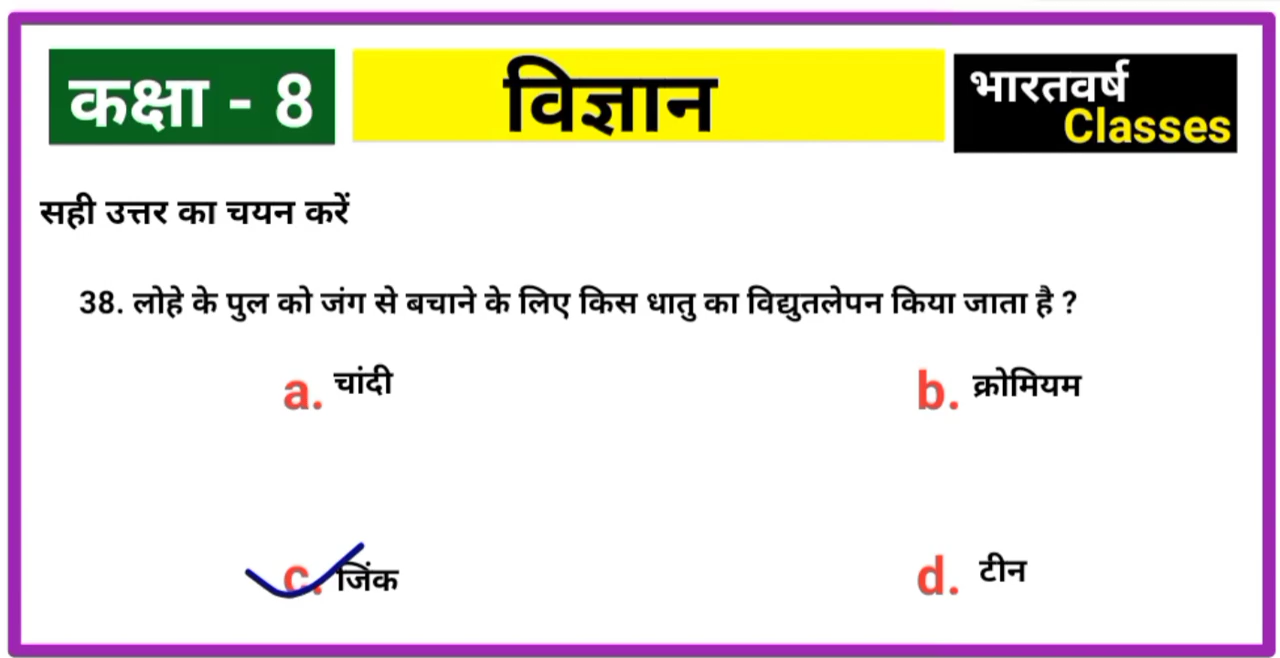 कक्षा - 8
विज्ञान
भारतवर्ष
Classes
सही उत्तर का चयन करें
38. लोहे के पुल को जंग से बचाने के लिए किस धातु का विद्युतलेपन किया जाता है ?
a. चांदी
b. क्रोमियम
c. जिंक
d. टीन